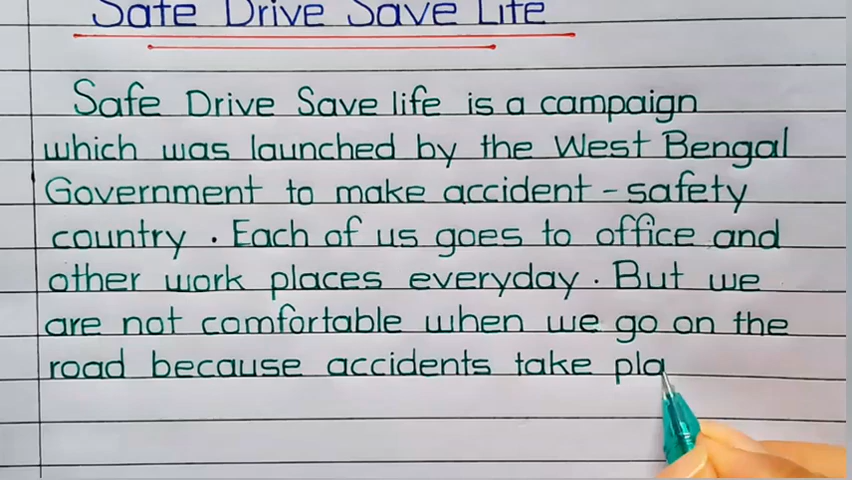 Safe Drive Save Life
Safe Drive Save life is a campaign
which was launched by the West Bengal
Government to make accident - safety
country . Each of us goes to office and
other work places everyday . But we
are not comfortable when we go on the
road because accidents take pla